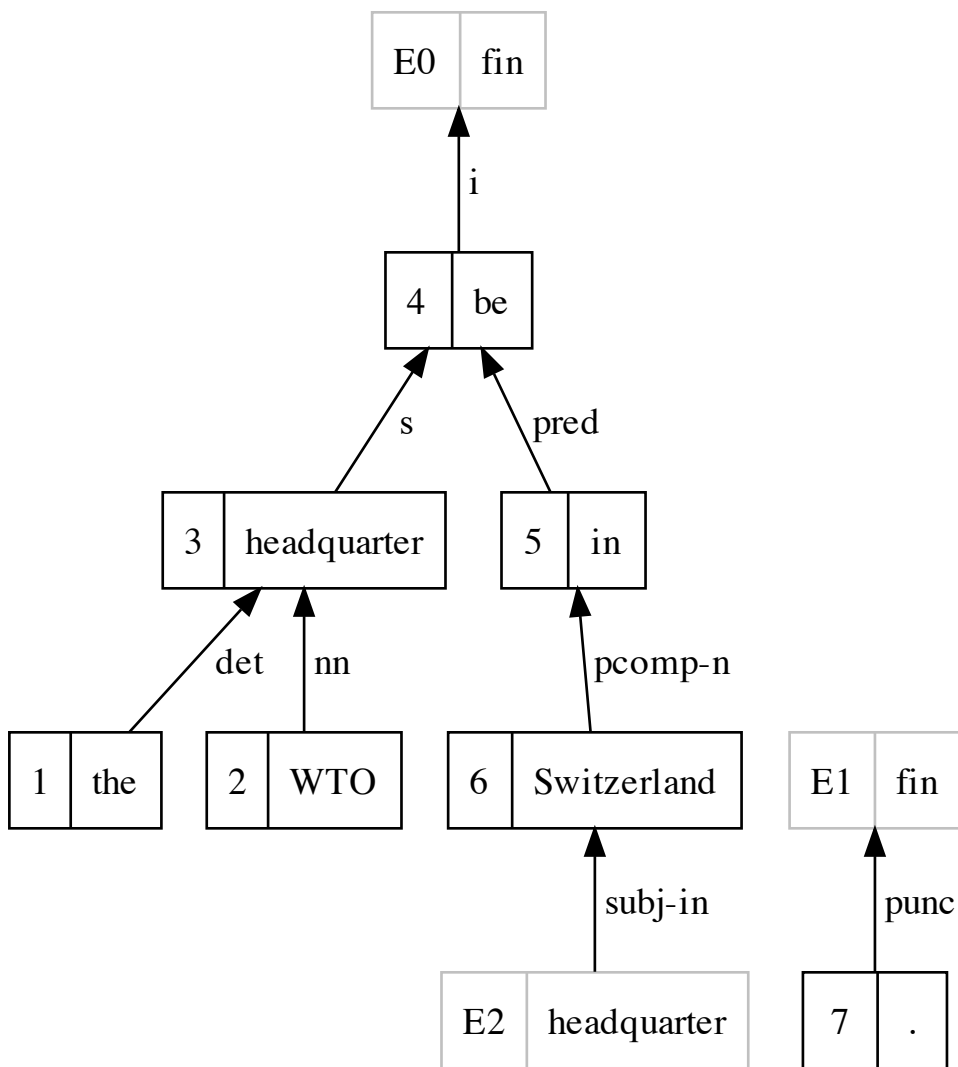 E0 fin
i
4 be
s pred
3 headquarter 5 in
det nn pcomp-n
1 the 2 WTO 6 Switzerland E1 fin
subj-in punc
E2 headquarter 7 .